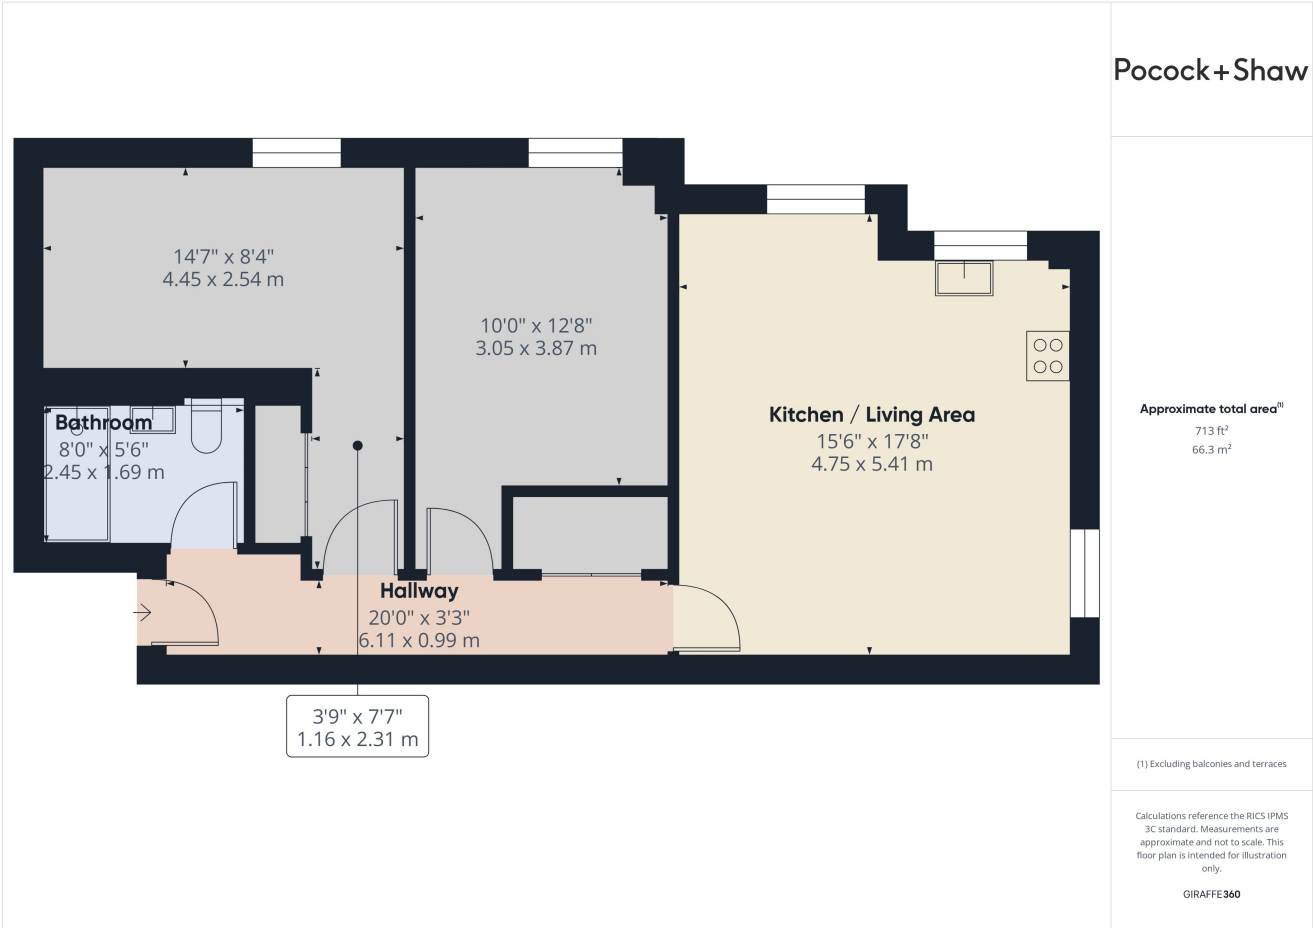 Pocock+Shaw
14'7" x 8'4"
4.45 x 2.54 m
10'0" x 12'8"
3.05 x 3.87 m
Kitchen / Living Area
15'6" x 17'8"
4.75 x 5.41 m
Bathroom
8'0" x 5'6"
2.45 x 1.69 m
Hallway
20'0" x 3'3"
6.11 x 0.99 m
3'9" x 7'7"
1.16 x 2.31 m
Approximate total area(1)
713 ft²
66.3 m²
(1) Excluding balconies and terraces
Calculations reference the RICS IPMS
3C standard. Measurements are
approximate and not to scale. This
floor plan is intended for illustration
only.
GIRAFFE360